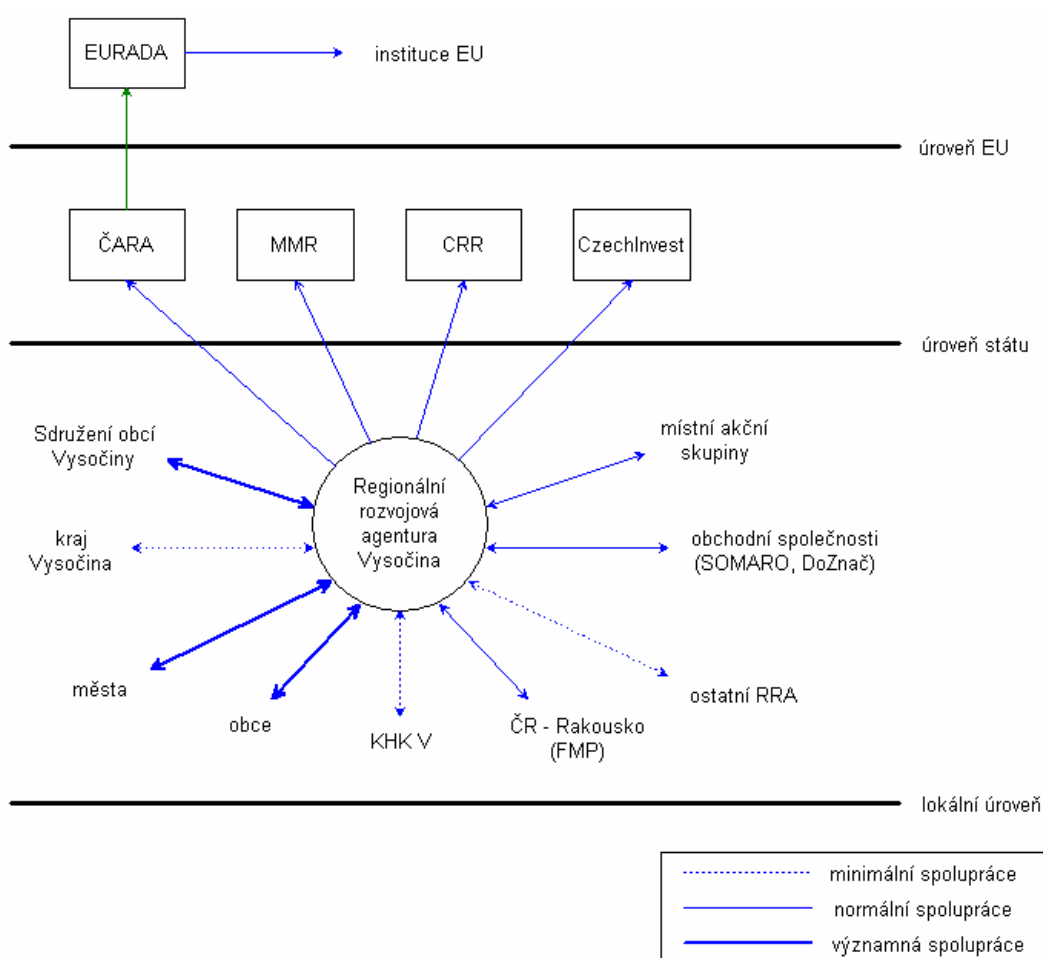 EURADA
instituce EU
úroveň EU
ČARA
MMR
CRR
CzechInvest
úroveň státu
Sdružení obcí
Vysočiny
místní akční
skupiny
Regionální
rozvojová
agentura
Vysočina
kraj
Vysočina
obchodní společnosti
(SOMARO, DoZnač)
města
obce
KHK V
ČR - Rakousko
(FMP)
ostatní RRA
lokální úroveň
minimální spolupráce
normální spolupráce
významná spolupráce